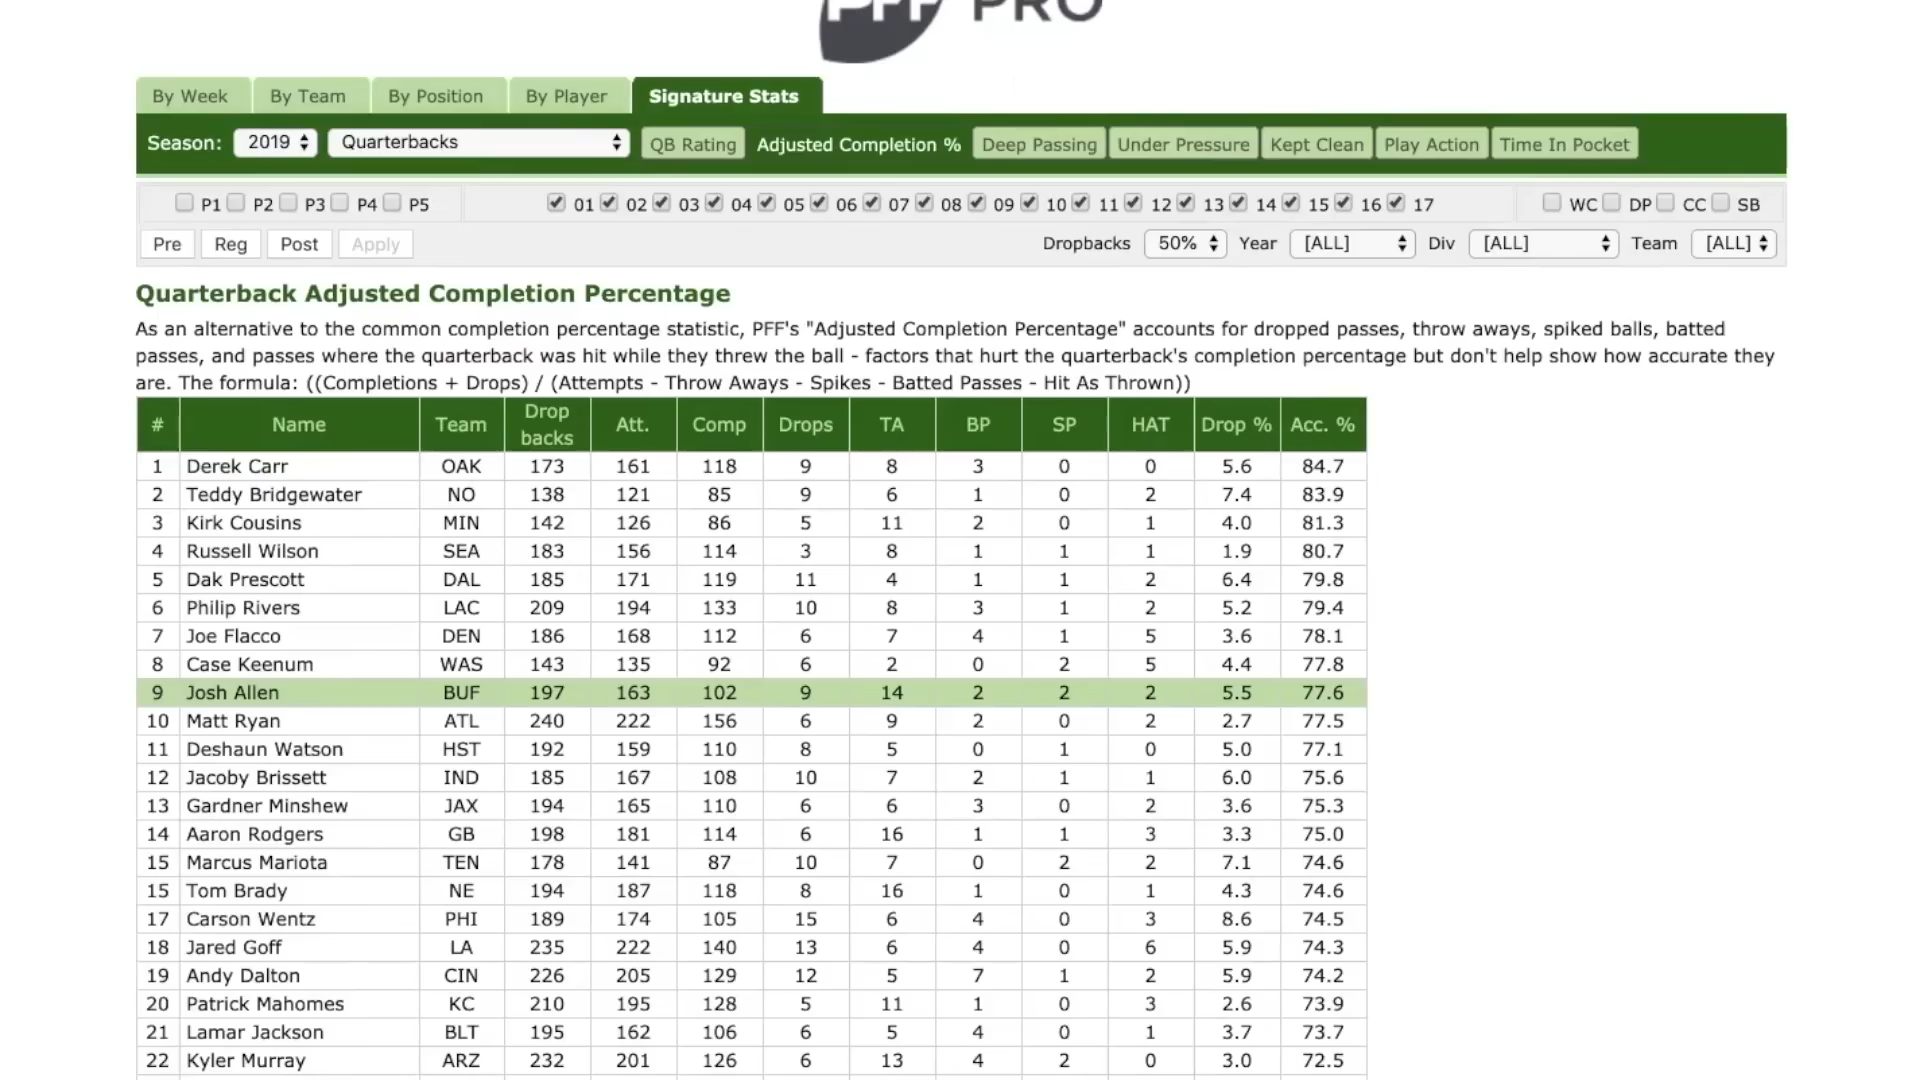 PFF PRO
By Week By Team By Position By Player Signature Stats
Season: 2019 Quarterbacks QB Rating Adjusted Completion % Deep Passing Under Pressure Kept Clean Play Action Time In Pocket
P1 P2 P3 P4 P5 01 02 03 04 05 06 07 08 09 10 11 12 13 14 15 16 17 WC DP CC SB
Pre Reg Post Apply Dropbacks 50% Year [ALL] Div [ALL] Team [ALL]
Quarterback Adjusted Completion Percentage
As an alternative to the common completion percentage statistic, PFF's "Adjusted Completion Percentage" accounts for dropped passes, throw aways, spiked balls, batted
passes, and passes where the quarterback was hit while they threw the ball - factors that hurt the quarterback's completion percentage but don't help show how accurate they
are. The formula: ((Completions + Drops) / (Attempts - Throw Aways - Spikes - Batted Passes - Hit As Thrown))
# Name Team Drop backs Att. Comp Drops TA BP SP HAT Drop % Acc. %
1 Derek Carr OAK 173 161 118 9 8 3 0 0 5.6 84.7
2 Teddy Bridgewater NO 138 121 85 9 6 1 0 2 7.4 83.9
3 Kirk Cousins MIN 142 126 86 5 11 2 0 1 4.0 81.3
4 Russell Wilson SEA 183 156 114 3 8 1 1 1 1.9 80.7
5 Dak Prescott DAL 185 171 119 11 4 1 1 2 6.4 79.8
6 Philip Rivers LAC 209 194 133 10 8 3 1 2 5.2 79.4
7 Joe Flacco DEN 186 168 112 6 7 4 1 5 3.6 78.1
8 Case Keenum WAS 143 135 92 6 2 0 2 5 4.4 77.8
9 Josh Allen BUF 197 163 102 9 14 2 2 2 5.5 77.6
10 Matt Ryan ATL 240 222 156 6 9 2 0 2 2.7 77.5
11 Deshaun Watson HST 192 159 110 8 5 0 1 0 5.0 77.1
12 Jacoby Brissett IND 185 167 108 10 7 2 1 1 6.0 75.6
13 Gardner Minshew JAX 194 165 110 6 6 3 0 2 3.6 75.3
14 Aaron Rodgers GB 198 181 114 6 16 1 1 3 3.3 75.0
15 Marcus Mariota TEN 178 141 87 10 7 0 2 2 7.1 74.6
15 Tom Brady NE 194 187 118 8 16 1 0 1 4.3 74.6
17 Carson Wentz PHI 189 174 105 15 6 4 0 3 8.6 74.5
18 Jared Goff LA 235 222 140 13 6 4 0 6 5.9 74.3
19 Andy Dalton CIN 226 205 129 12 5 7 1 2 5.9 74.2
20 Patrick Mahomes KC 210 195 128 5 11 1 0 3 2.6 73.9
21 Lamar Jackson BLT 195 162 106 6 5 4 0 1 3.7 73.7
22 Kyler Murray ARZ 232 201 126 6 13 4 2 0 3.0 72.5